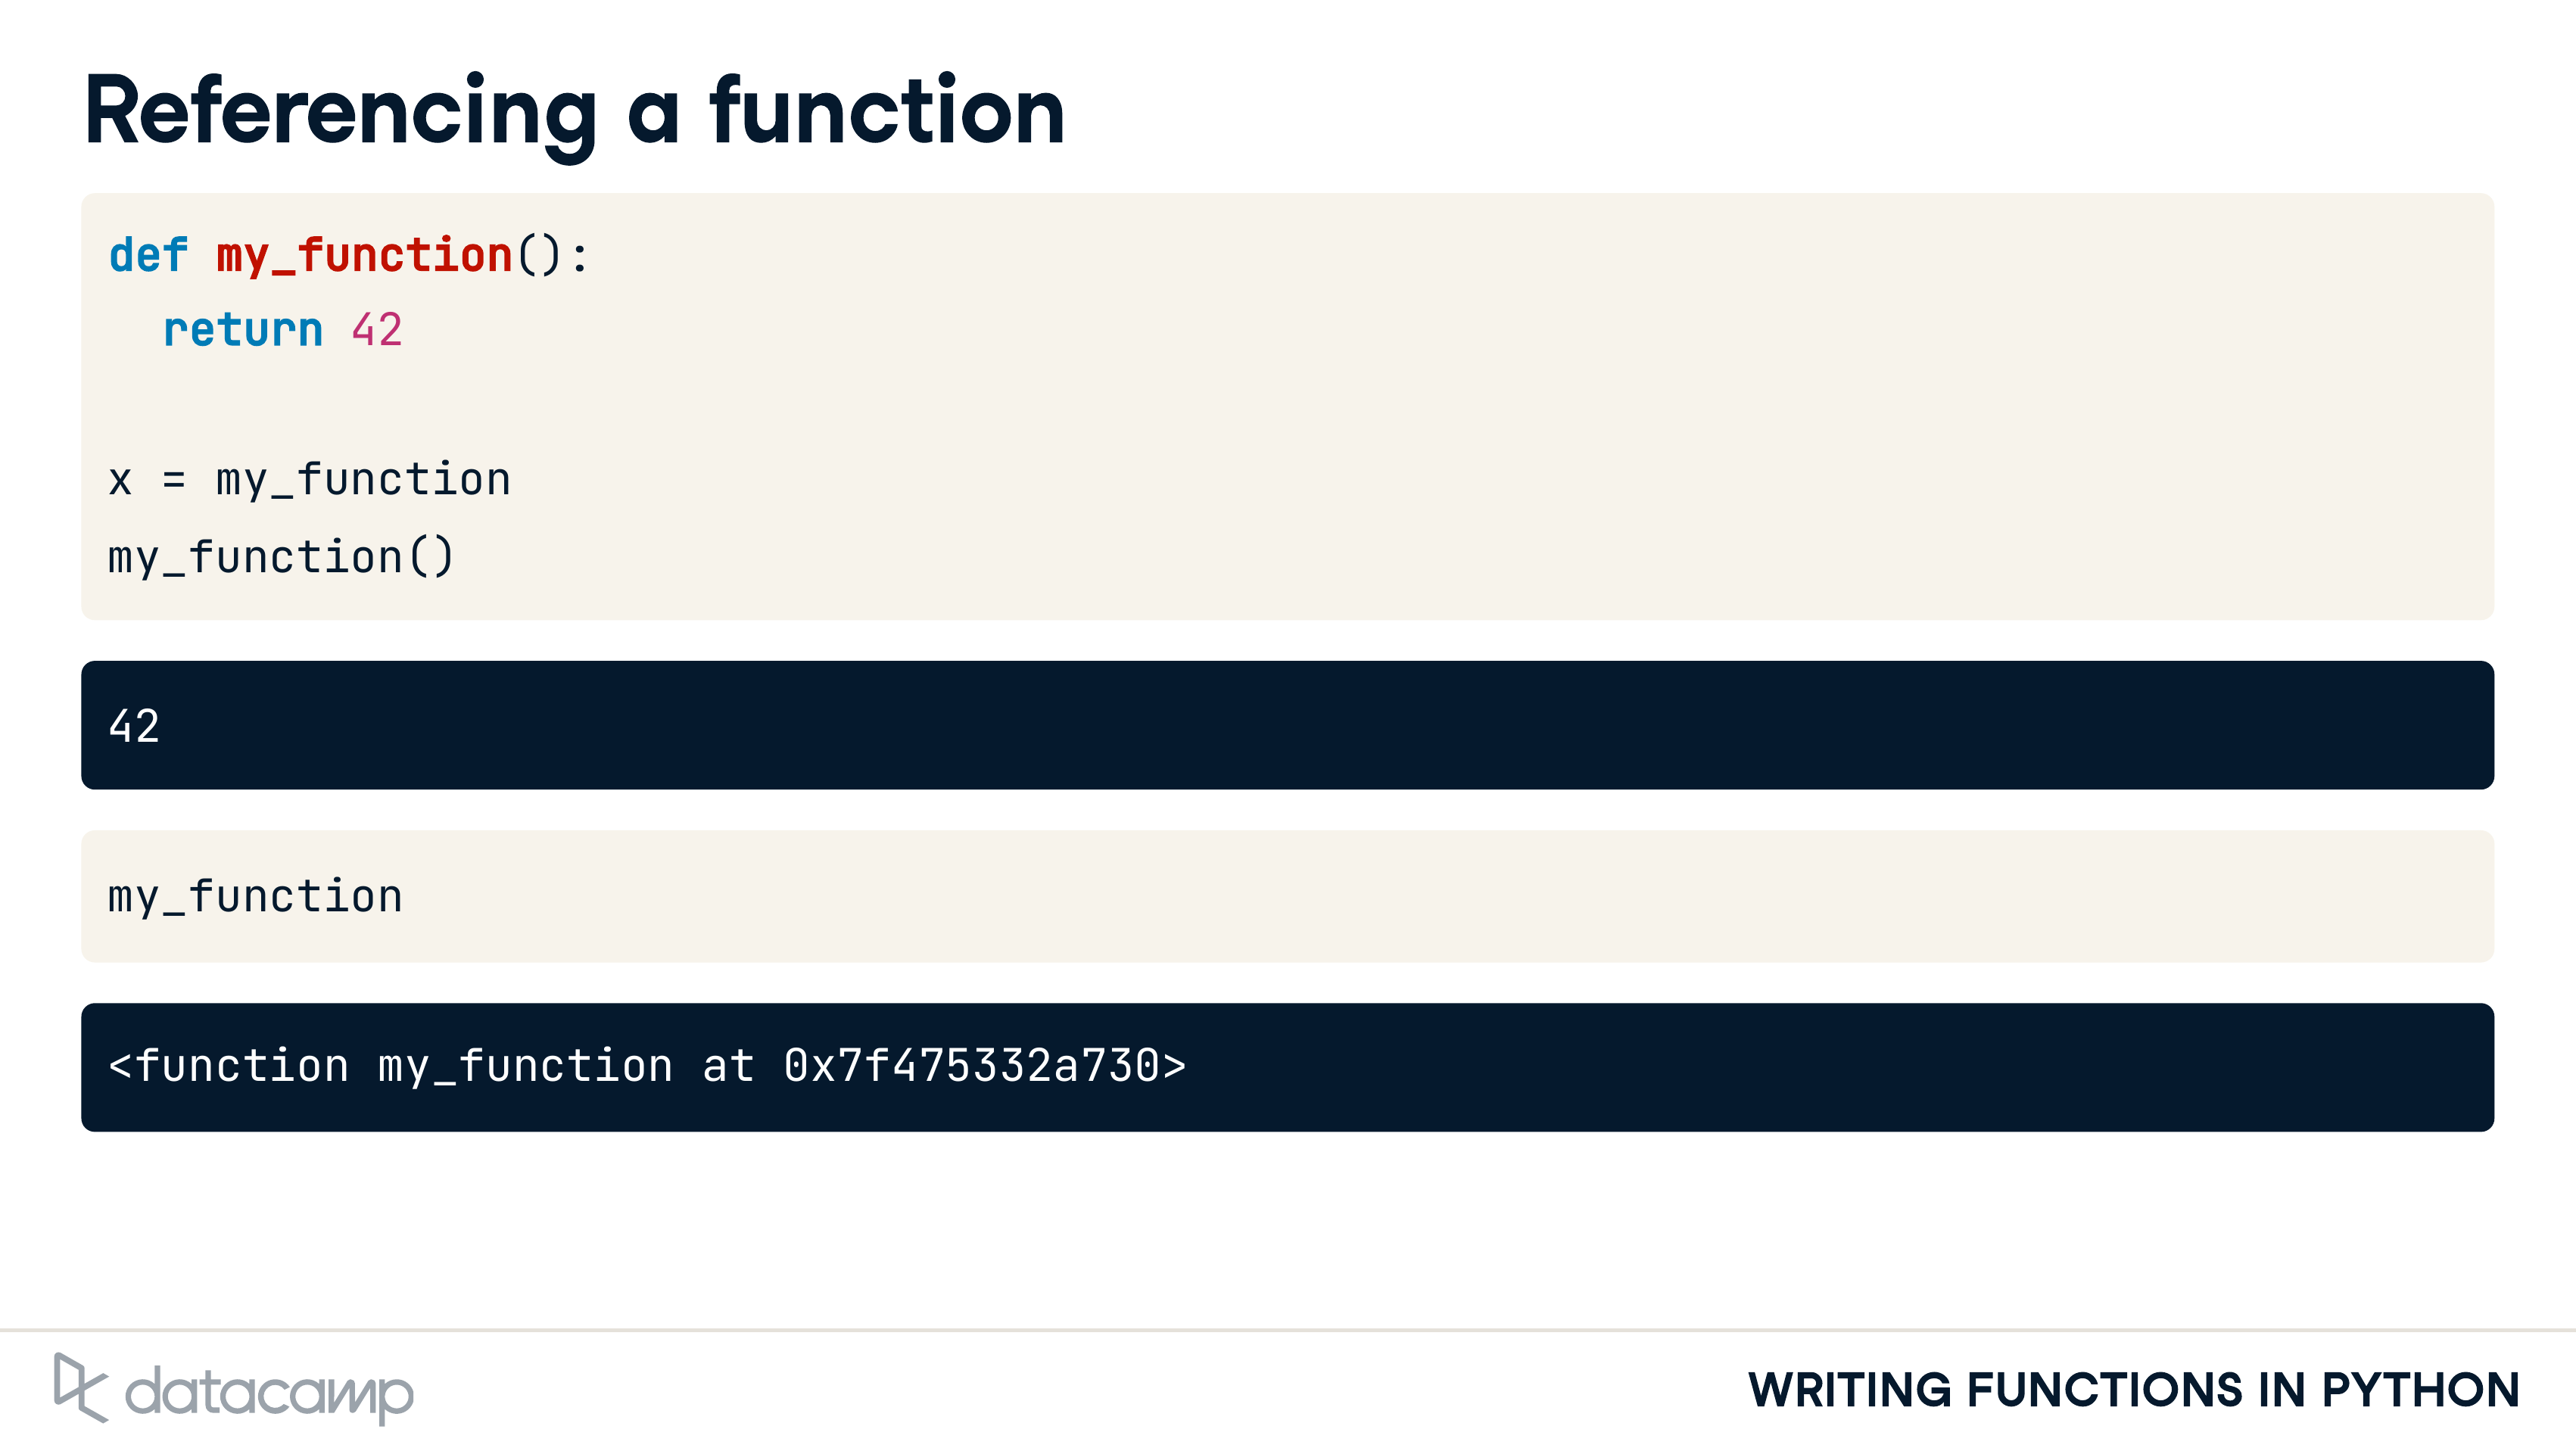 Referencing a function
def my_function():
  return 42
x = my_function
my_function()
42
my_function
<function my_function at 0x7f475332a730>
datacamp
WRITING FUNCTIONS IN PYTHON